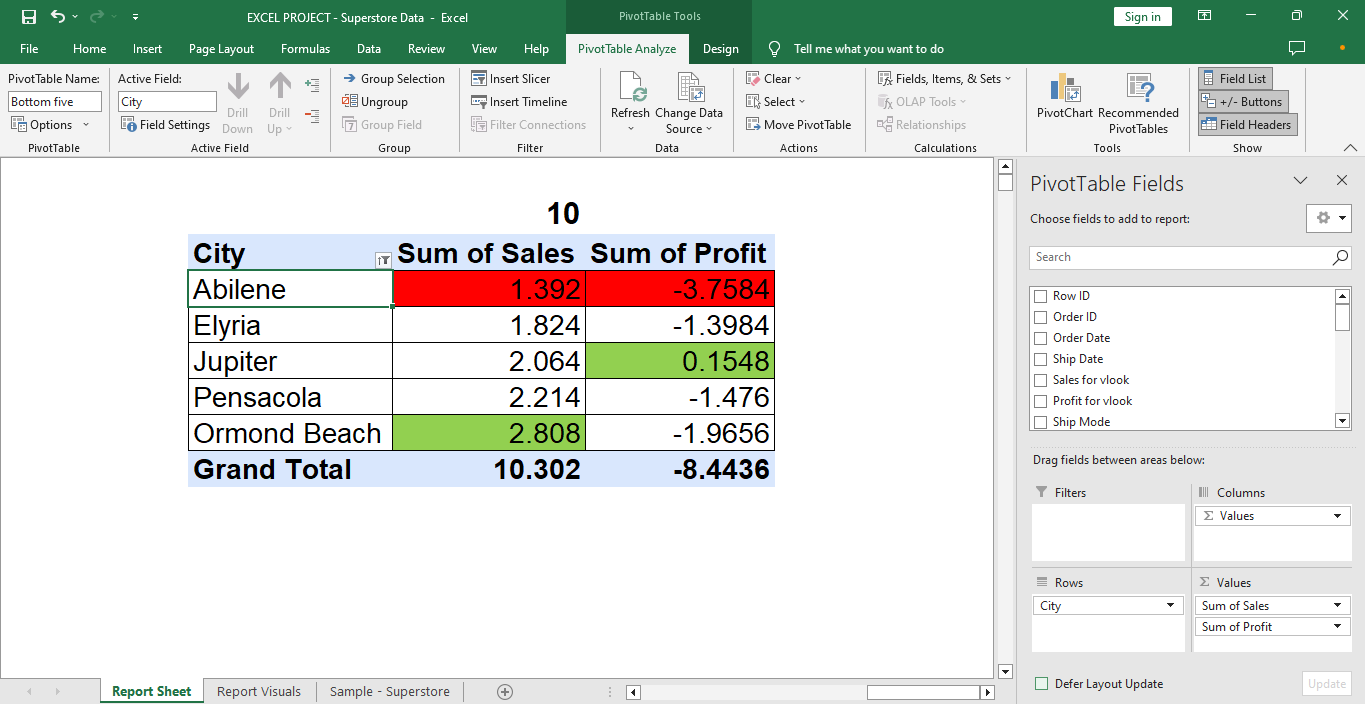 EXCEL PROJECT - Superstore Data - Excel
PivotTable Tools
Sign in
File Home Insert Page Layout Formulas Data Review View Help PivotTable Analyze Design Tell me what you want to do
PivotTable Name:
Bottom five
Options
PivotTable
Active Field:
City
Field Settings
Drill
Down
Drill
Up
Active Field
Group Selection
Ungroup
Group Field
Group
Insert Slicer
Insert Timeline
Filter Connections
Filter
Refresh
Change Data
Source
Data
Clear
Select
Move PivotTable
Actions
Fields, Items, & Sets
OLAP Tools
Relationships
Calculations
PivotChart
Recommended
PivotTables
Tools
Field List
+/- Buttons
Field Headers
Show
10
City Sum of Sales Sum of Profit
Abilene 1.392 -3.7584
Elyria 1.824 -1.3984
Jupiter 2.064 0.1548
Pensacola 2.214 -1.476
Ormond Beach 2.808 -1.9656
Grand Total 10.302 -8.4436
PivotTable Fields
Choose fields to add to report:
Search
Row ID
Order ID
Order Date
Ship Date
Sales for vlook
Profit for vlook
Ship Mode
Drag fields between areas below:
Filters
Columns
Σ Values
Rows
City
Σ Values
Sum of Sales
Sum of Profit
Defer Layout Update
Update
Report Sheet Report Visuals Sample - Superstore